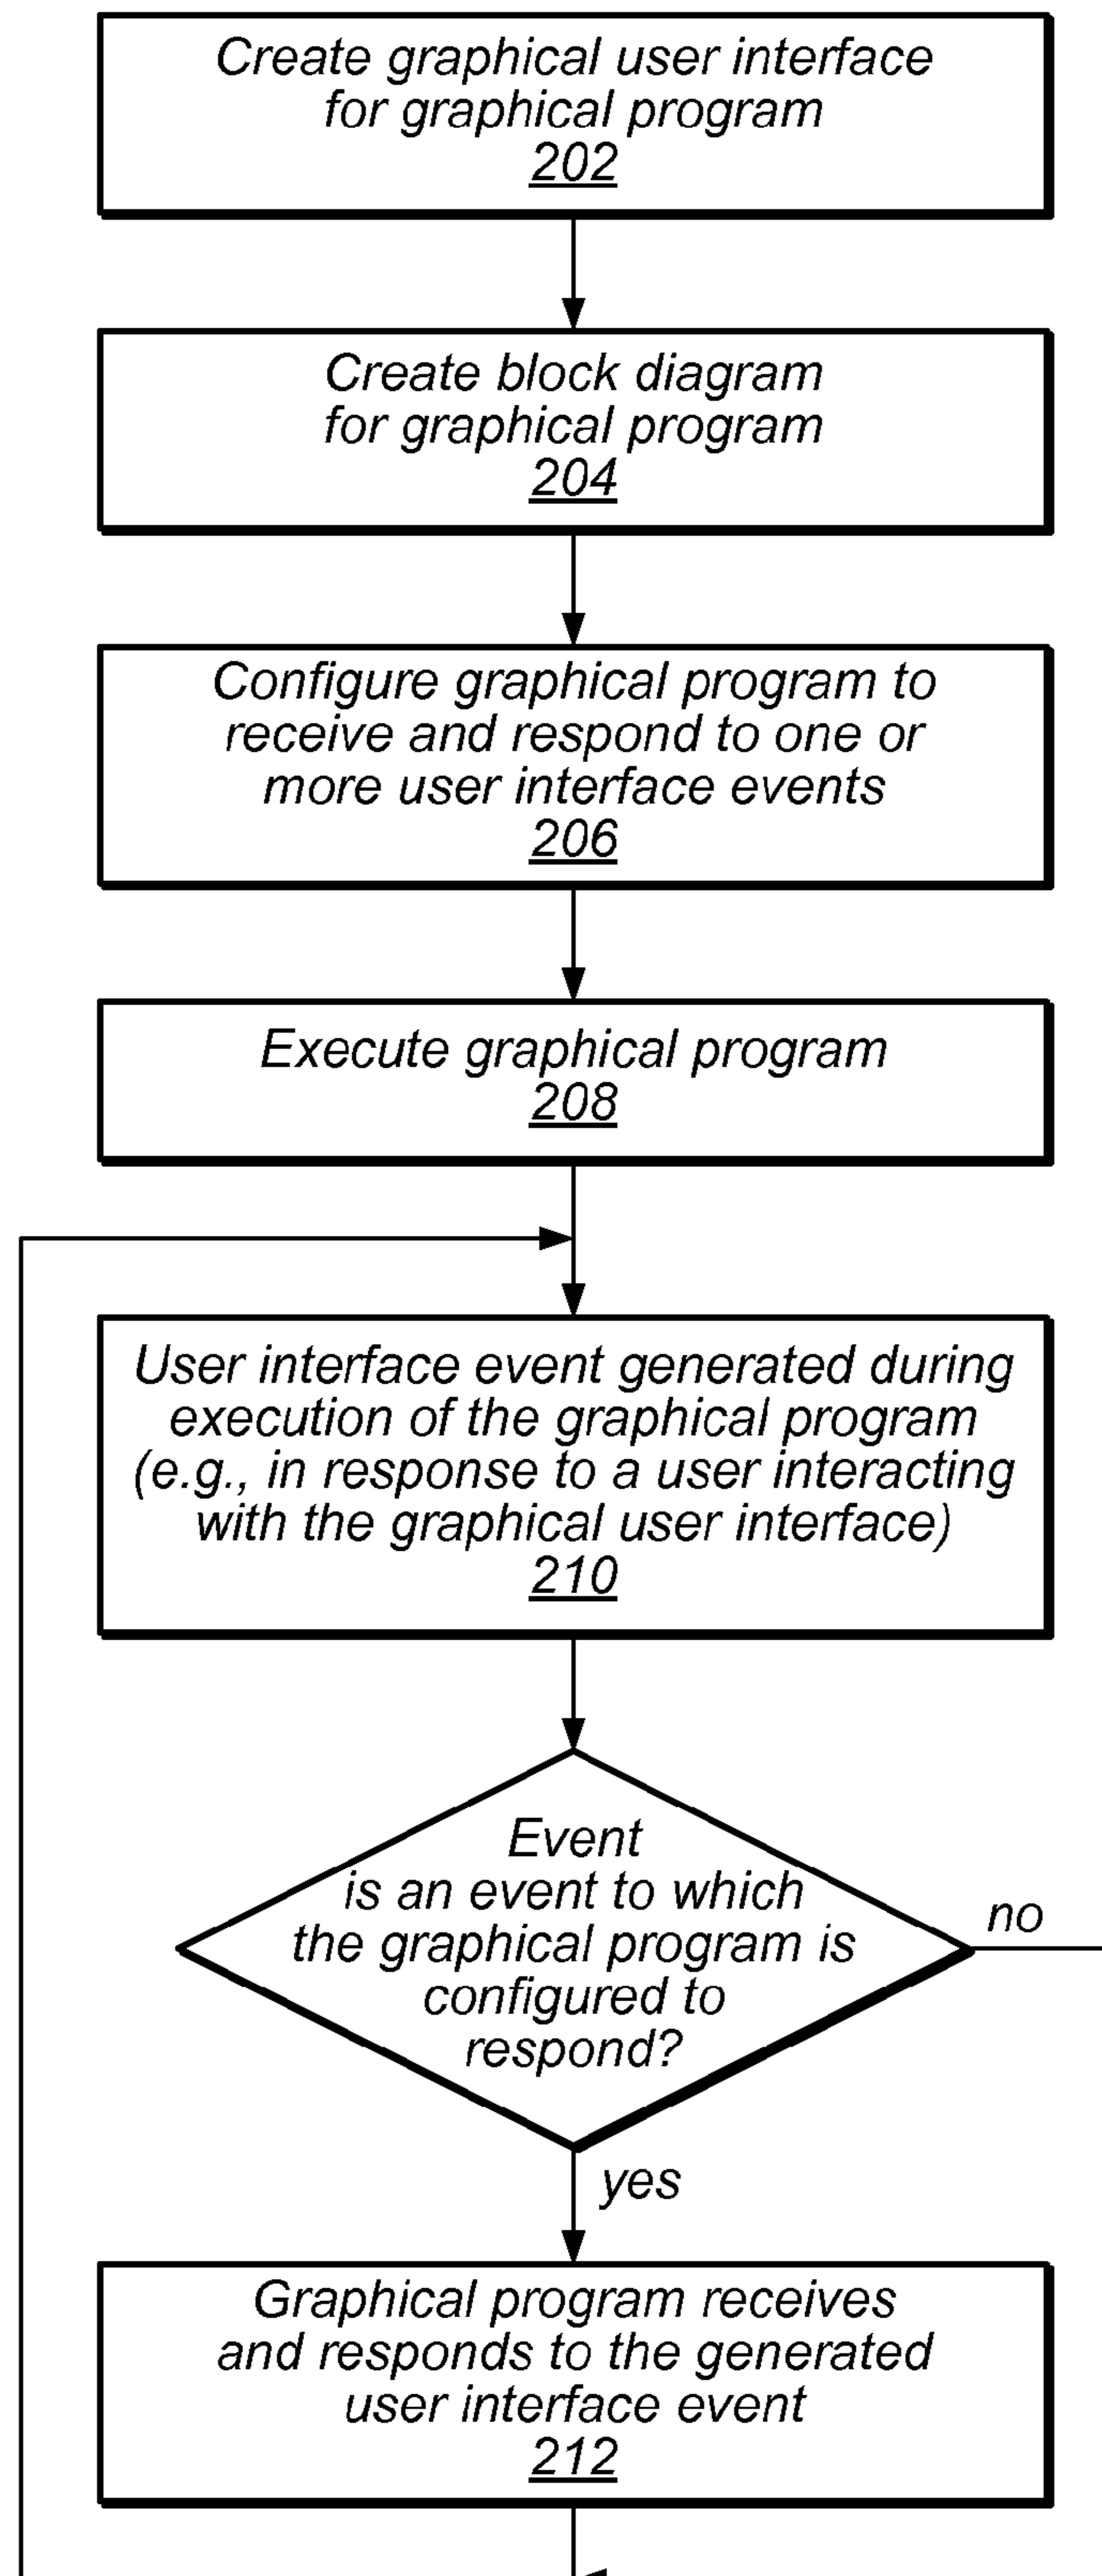 Create graphical user interface
for graphical program
202
Create block diagram
for graphical program
204
Configure graphical program to
receive and respond to one or
more user interface events
206
Execute graphical program
208
User interface event generated during
execution of the graphical program
(e.g., in response to a user interacting
with the graphical user interface)
210
Event
is an event to which
the graphical program is
configured to
respond?
no
yes
Graphical program receives
and responds to the generated
user interface event
212